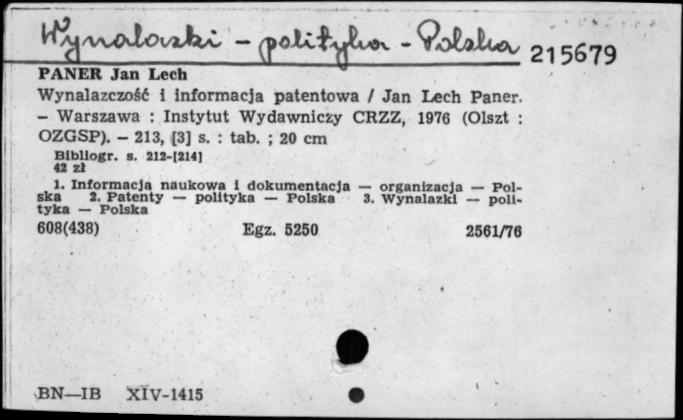 Wynalazki - polityka - Polska 215679
PANER Jan Lech
Wynalazczość i informacja patentowa / Jan Lech Paner.
– Warszawa : Instytut Wydawniczy CRZZ, 1976 (Olszt :
OZGSP). – 213, [3] s. : tab. ; 20 cm
Bibliogr. s. 212-[214]
42 zł
1. Informacja naukowa i dokumentacja — organizacja — Pol-
ska 2. Patenty — polityka — Polska 3. Wynalazki — poli-
tyka — Polska
608(438) Egz. 5250 2561/76
BN—IB XIV-1415